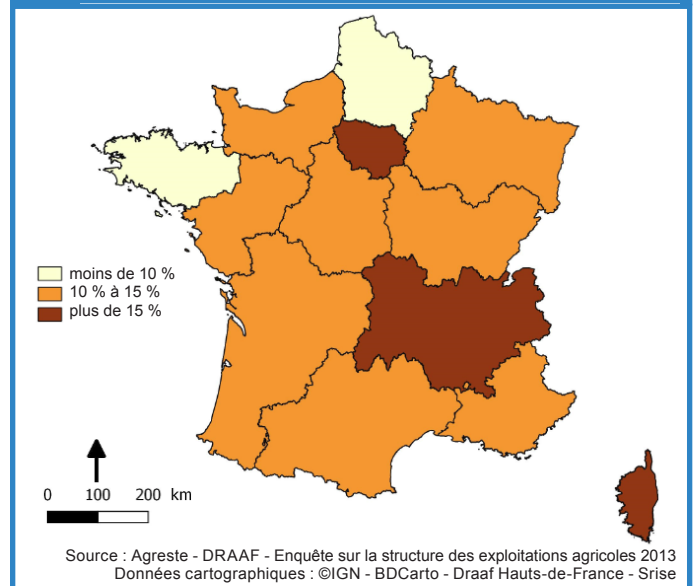 moins de 10 %
10 % à 15 %
plus de 15 %
0 100 200 km
Source : Agreste - DRAAF - Enquête sur la structure des exploitations agricoles 2013
Données cartographiques : ©IGN - BDCarto - Draaf Hauts-de-France - Srise